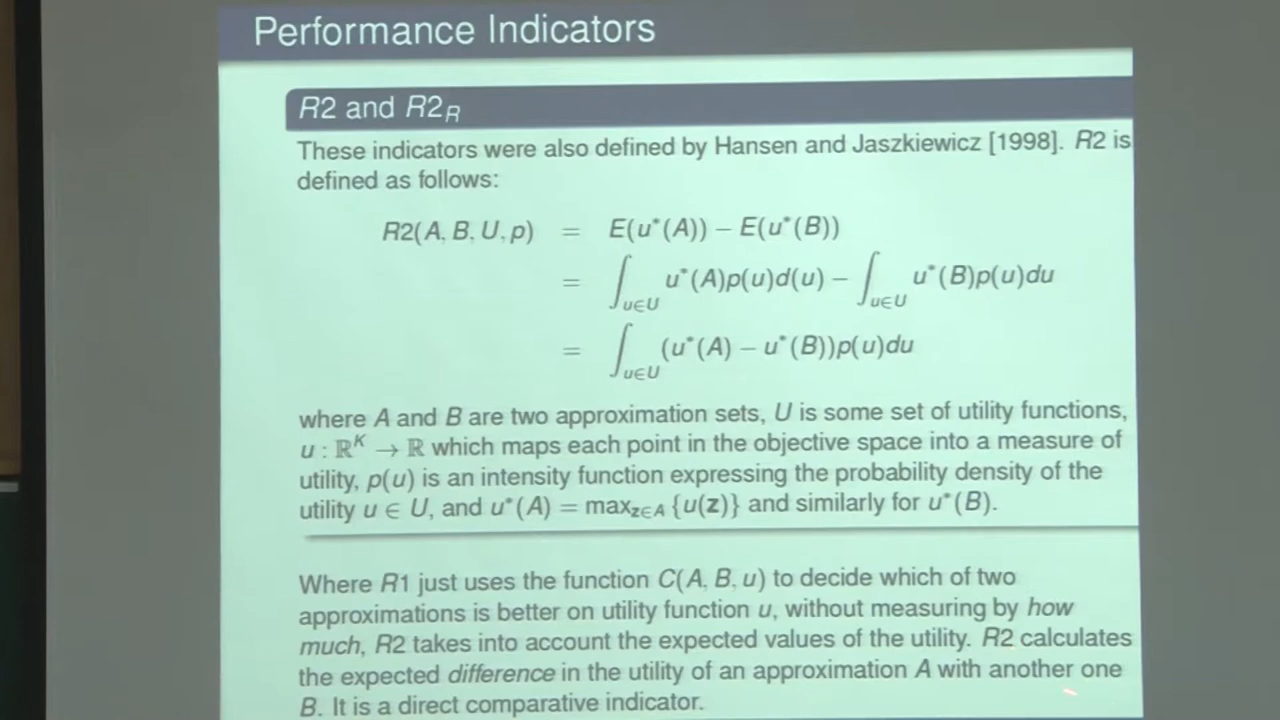 Performance Indicators
R2 and R2_R
These indicators were also defined by Hansen and Jaszkiewicz [1998]. R2 is
defined as follows:
R2(A, B, U, p) = E(u*(A)) − E(u*(B))
= ∫_{u∈U} u*(A)p(u)d(u) − ∫_{u∈U} u*(B)p(u)du
= ∫_{u∈U} (u*(A) − u*(B))p(u)du
where A and B are two approximation sets, U is some set of utility functions,
u : ℝ^K → ℝ which maps each point in the objective space into a measure of
utility, p(u) is an intensity function expressing the probability density of the
utility u ∈ U, and u*(A) = max_{z∈A} {u(z)} and similarly for u*(B).
Where R1 just uses the function C(A, B, u) to decide which of two
approximations is better on utility function u, without measuring by how
much, R2 takes into account the expected values of the utility. R2 calculates
the expected difference in the utility of an approximation A with another one
B. It is a direct comparative indicator.